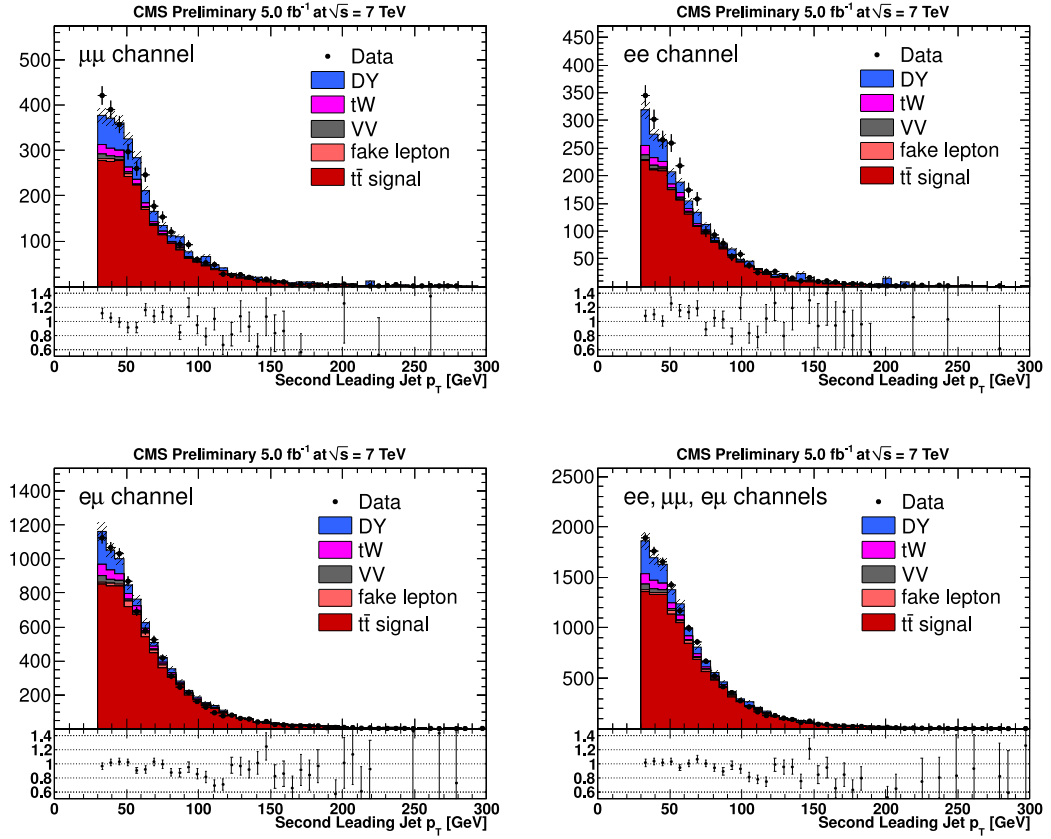 CMS Preliminary 5.0 fb⁻¹ at √s = 7 TeV
μμ channel
Data
DY
tW
VV
fake lepton
tt̄ signal
500
400
300
200
100
1.4
1.2
1
0.8
0.6
0 50 100 150 200 250 300
Second Leading Jet p_T [GeV]
CMS Preliminary 5.0 fb⁻¹ at √s = 7 TeV
ee channel
Data
DY
tW
VV
fake lepton
tt̄ signal
450
400
350
300
250
200
150
100
50
1.4
1.2
1
0.8
0.6
0 50 100 150 200 250 300
Second Leading Jet p_T [GeV]
CMS Preliminary 5.0 fb⁻¹ at √s = 7 TeV
eμ channel
Data
DY
tW
VV
fake lepton
tt̄ signal
1400
1200
1000
800
600
400
200
1.4
1.2
1
0.8
0.6
0 50 100 150 200 250 300
Second Leading Jet p_T [GeV]
CMS Preliminary 5.0 fb⁻¹ at √s = 7 TeV
ee, μμ, eμ channels
Data
DY
tW
VV
fake lepton
tt̄ signal
2500
2000
1500
1000
500
1.4
1.2
1
0.8
0.6
0 50 100 150 200 250 300
Second Leading Jet p_T [GeV]